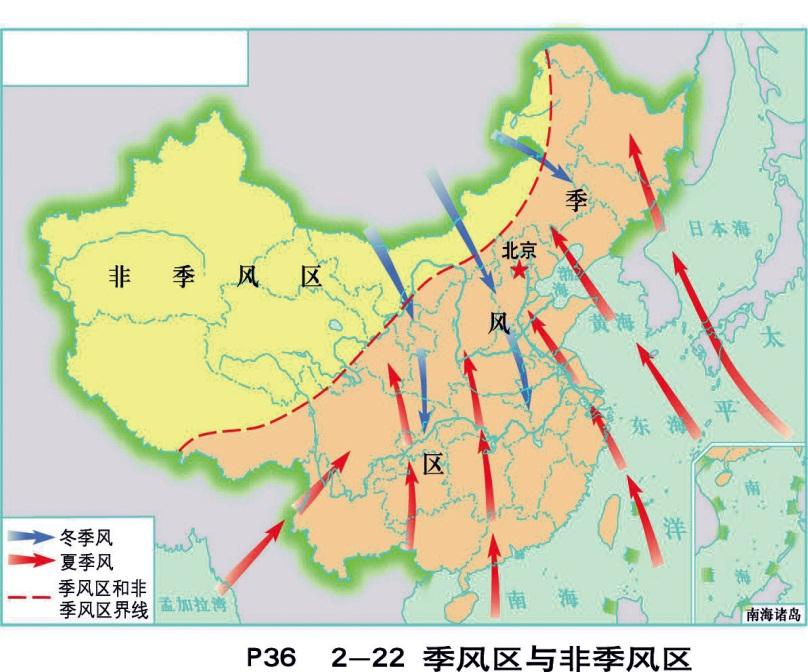 非季风区
季
北京
渤海
日本海
风
黄海
太
平
东海
区
洋
南
海
冬季风
夏季风
季风区和非
季风区界线
孟加拉湾
南海
南海诸岛
P36 2—22 季风区与非季风区